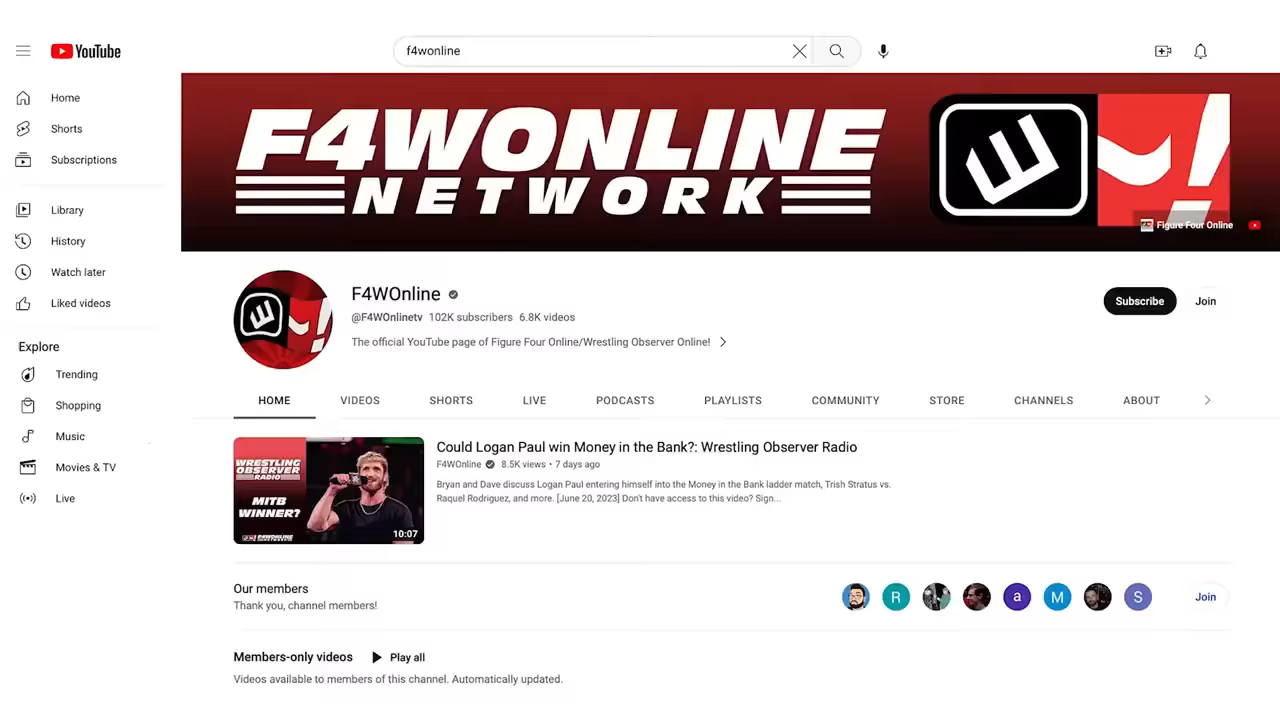 YouTube
f4wonline
Home
Shorts
Subscriptions
Library
History
Watch later
Liked videos
Explore
Trending
Shopping
Music
Movies & TV
Live
F4WONLINE
NETWORK
Figure Four Online
F4WOnline
@F4WOnlinetv 102K subscribers 6.8K videos
The official YouTube page of Figure Four Online/Wrestling Observer Online!
Subscribe
Join
HOME VIDEOS SHORTS LIVE PODCASTS PLAYLISTS COMMUNITY STORE CHANNELS ABOUT
WRESTLING
OBSERVER
RADIO
MITB
WINNER?
F4WONLINE
10:07
Could Logan Paul win Money in the Bank?: Wrestling Observer Radio
F4WOnline 8.5K views • 7 days ago
Bryan and Dave discuss Logan Paul entering himself into the Money in the Bank ladder match, Trish Stratus vs.
Raquel Rodriguez, and more. [June 20, 2023] Don't have access to this video? Sign...
Our members
Thank you, channel members!
R a M S
Join
Members-only videos Play all
Videos available to members of this channel. Automatically updated.